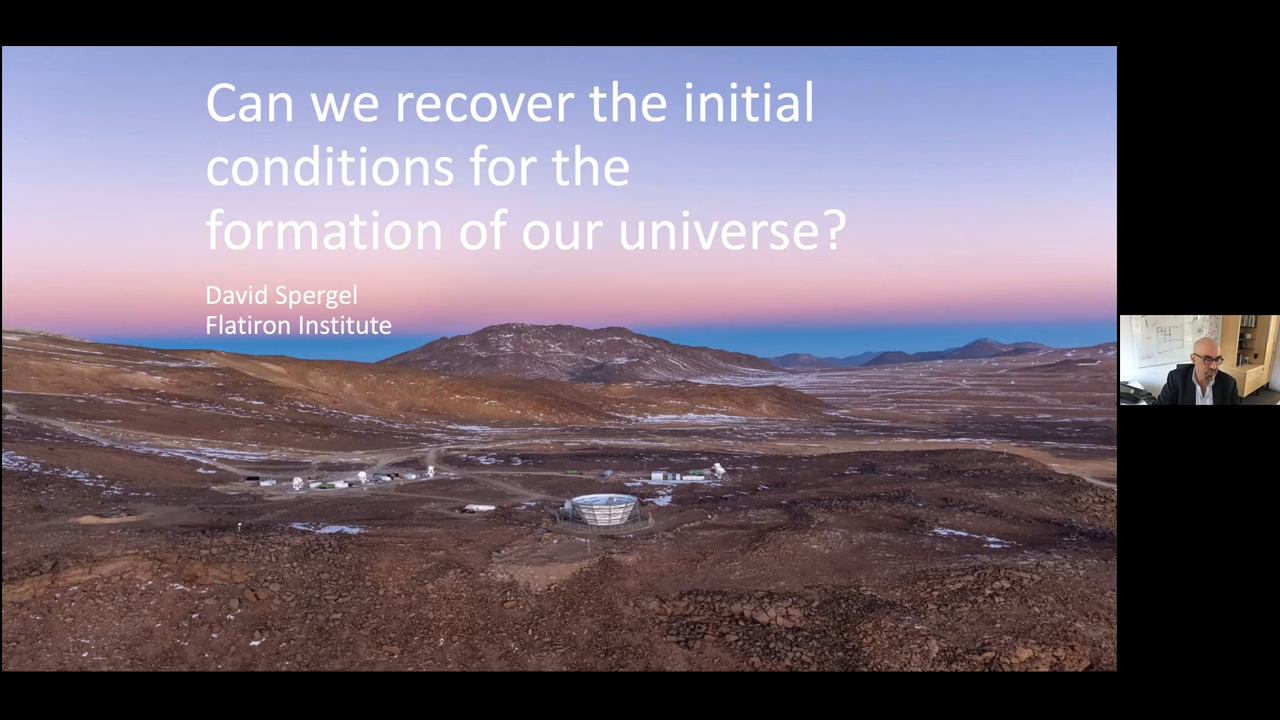 Can we recover the initial
conditions for the
formation of our universe?
David Spergel
Flatiron Institute